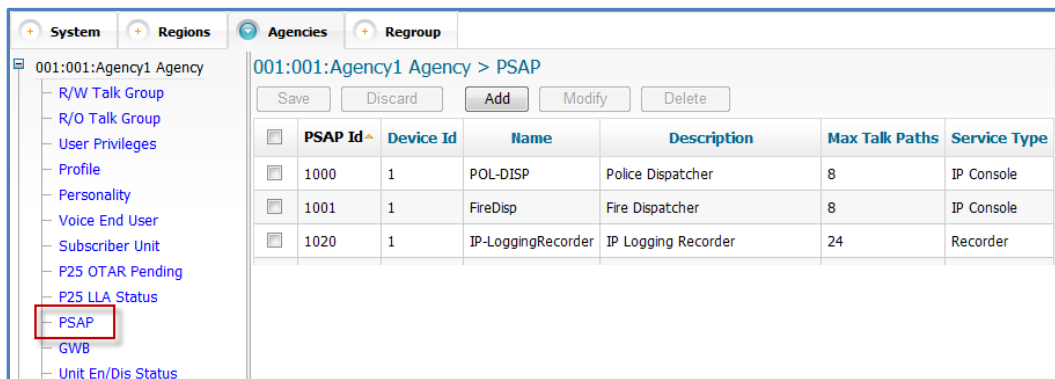 System Regions Agencies Regroup
001:001:Agency1 Agency
R/W Talk Group
R/O Talk Group
User Privileges
Profile
Personality
Voice End User
Subscriber Unit
P25 OTAR Pending
P25 LLA Status
PSAP
GWB
Unit En/Dis Status
001:001:Agency1 Agency > PSAP
Save Discard Add Modify Delete
PSAP Id Device Id Name Description Max Talk Paths Service Type
1000 1 POL-DISP Police Dispatcher 8 IP Console
1001 1 FireDisp Fire Dispatcher 8 IP Console
1020 1 IP-LoggingRecorder IP Logging Recorder 24 Recorder